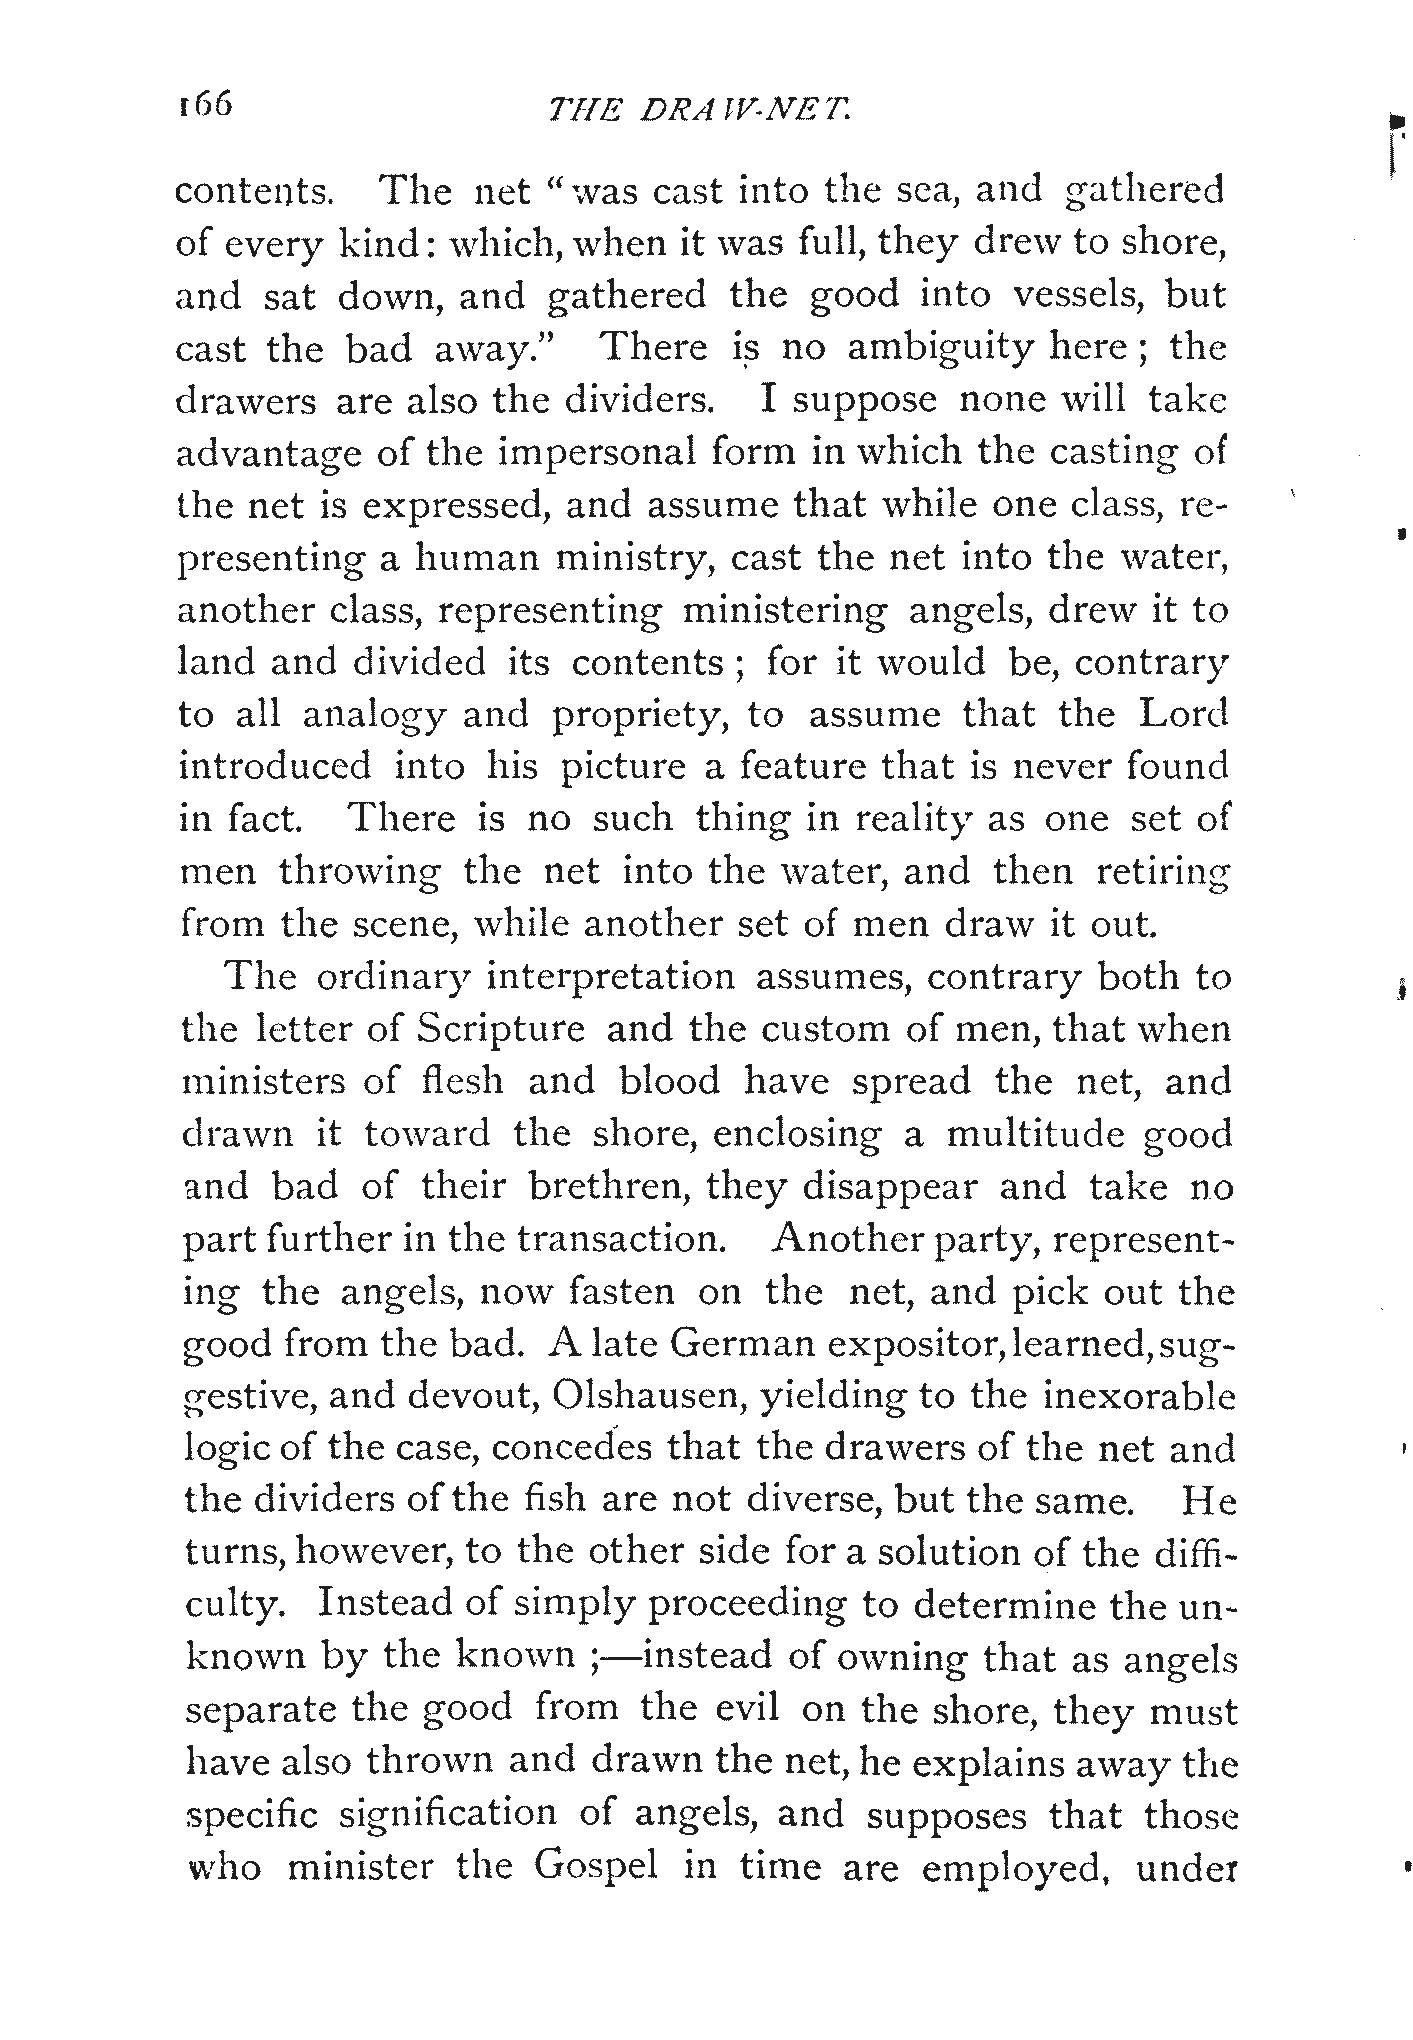 166 THE DRAW-NET.
contents. The net “was cast into the sea, and gathered
of every kind: which, when it was full, they drew to shore,
and sat down, and gathered the good into vessels, but
cast the bad away.” There is no ambiguity here; the
drawers are also the dividers. I suppose none will take
advantage of the impersonal form in which the casting of
the net is expressed, and assume that while one class, re-
presenting a human ministry, cast the net into the water,
another class, representing ministering angels, drew it to
land and divided its contents; for it would be, contrary
to all analogy and propriety, to assume that the Lord
introduced into his picture a feature that is never found
in fact. There is no such thing in reality as one set of
men throwing the net into the water, and then retiring
from the scene, while another set of men draw it out.
The ordinary interpretation assumes, contrary both to
the letter of Scripture and the custom of men, that when
ministers of flesh and blood have spread the net, and
drawn it toward the shore, enclosing a multitude good
and bad of their brethren, they disappear and take no
part further in the transaction. Another party, represent-
ing the angels, now fasten on the net, and pick out the
good from the bad. A late German expositor, learned, sug-
gestive, and devout, Olshausen, yielding to the inexorable
logic of the case, concedes that the drawers of the net and
the dividers of the fish are not diverse, but the same. He
turns, however, to the other side for a solution of the diffi-
culty. Instead of simply proceeding to determine the un-
known by the known;—instead of owning that as angels
separate the good from the evil on the shore, they must
have also thrown and drawn the net, he explains away the
specific signification of angels, and supposes that those
who minister the Gospel in time are employed, under